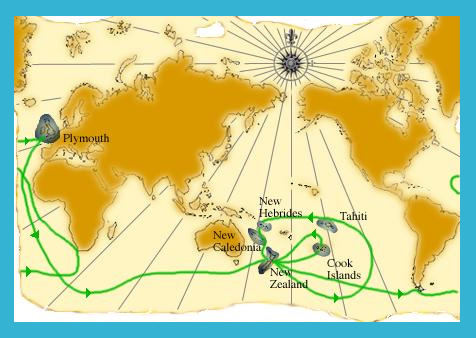 Plymouth
New
Hebrides
Tahiti
New
Caledonia
Cook
Islands
New
Zealand